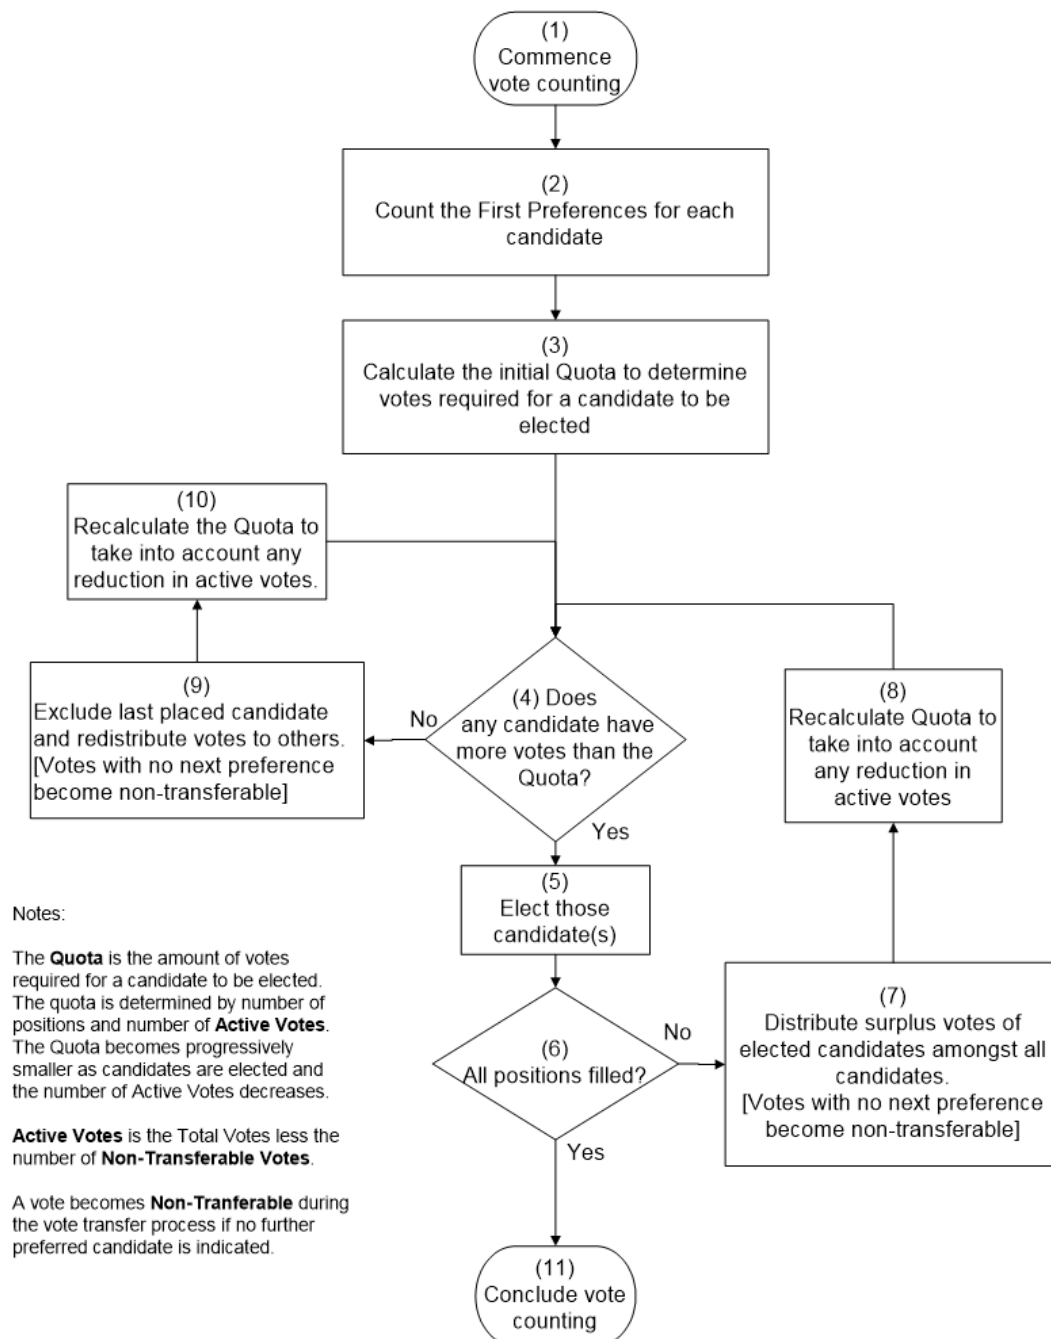 (1)
Commence
vote counting
(2)
Count the First Preferences for each
candidate
(3)
Calculate the initial Quota to determine
votes required for a candidate to be
elected
(10)
Recalculate the Quota to
take into account any
reduction in active votes.
(9)
Exclude last placed candidate
and redistribute votes to others.
[Votes with no next preference
become non-transferable]
No
(4) Does
any candidate have
more votes than the
Quota?
Yes
(8)
Recalculate Quota to
take into account
any reduction in
active votes
(5)
Elect those
candidate(s)
(6)
All positions filled?
No
Yes
(7)
Distribute surplus votes of
elected candidates amongst all
candidates.
[Votes with no next preference
become non-transferable]
Notes:
The Quota is the amount of votes
required for a candidate to be elected.
The quota is determined by number of
positions and number of Active Votes.
The Quota becomes progressively
smaller as candidates are elected and
the number of Active Votes decreases.
Active Votes is the Total Votes less the
number of Non-Transferable Votes.
A vote becomes Non-Tranferable during
the vote transfer process if no further
preferred candidate is indicated.
(11)
Conclude vote
counting